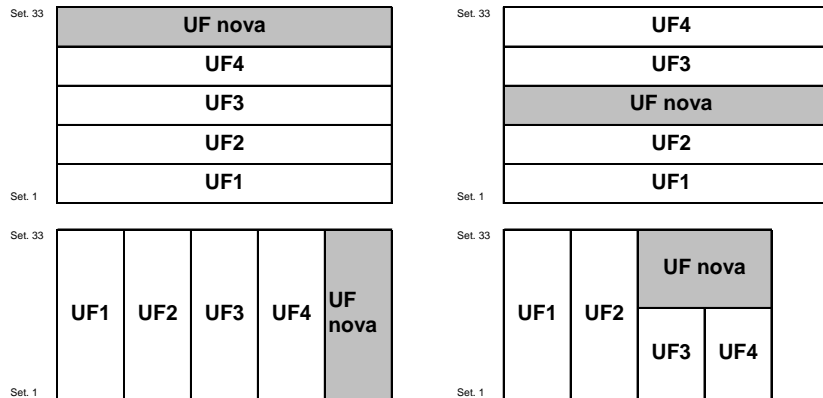 Set. 33
UF nova
UF4
UF3
UF2
UF1
Set. 1
Set. 33
UF4
UF3
UF nova
UF2
UF1
Set. 1
Set. 33
UF1 UF2 UF3 UF4 UF
nova
Set. 1
Set. 33
UF nova
UF1 UF2
UF3 UF4
Set. 1